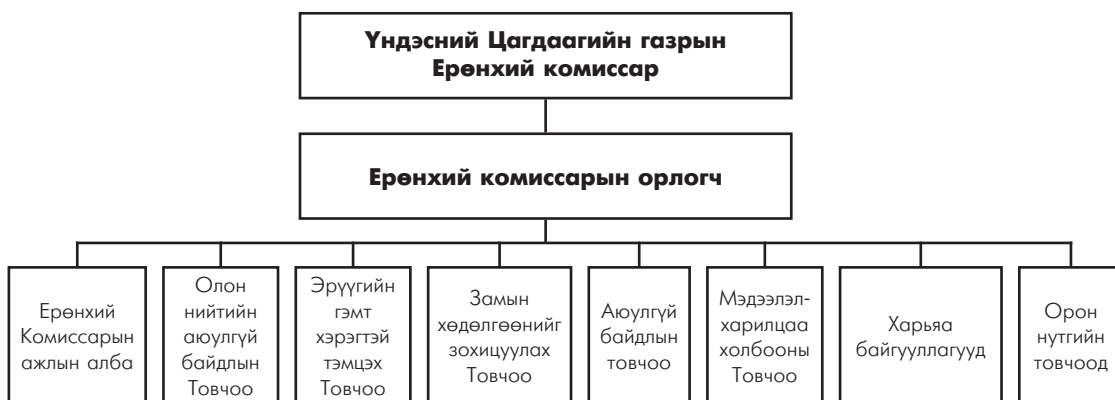 Үндэсний Цагдаагийн газрын
Ерөнхий комиссар
Ерөнхий комиссарын орлогч
Ерөнхий
Комиссарын
ажлын алба
Олон
нийтийн
аюулгүй
байдлын
Товчоо
Эрүүгийн
гэмт
хэрэгтэй
тэмцэх
Товчоо
Замын
хөдөлгөөнийг
зохицуулах
Товчоо
Аюулгүй
байдлын
товчоо
Мэдээлэл-
харилцаа
холбооны
Товчоо
Харьяа
байгууллагууд
Орон
нутгийн
товчоод